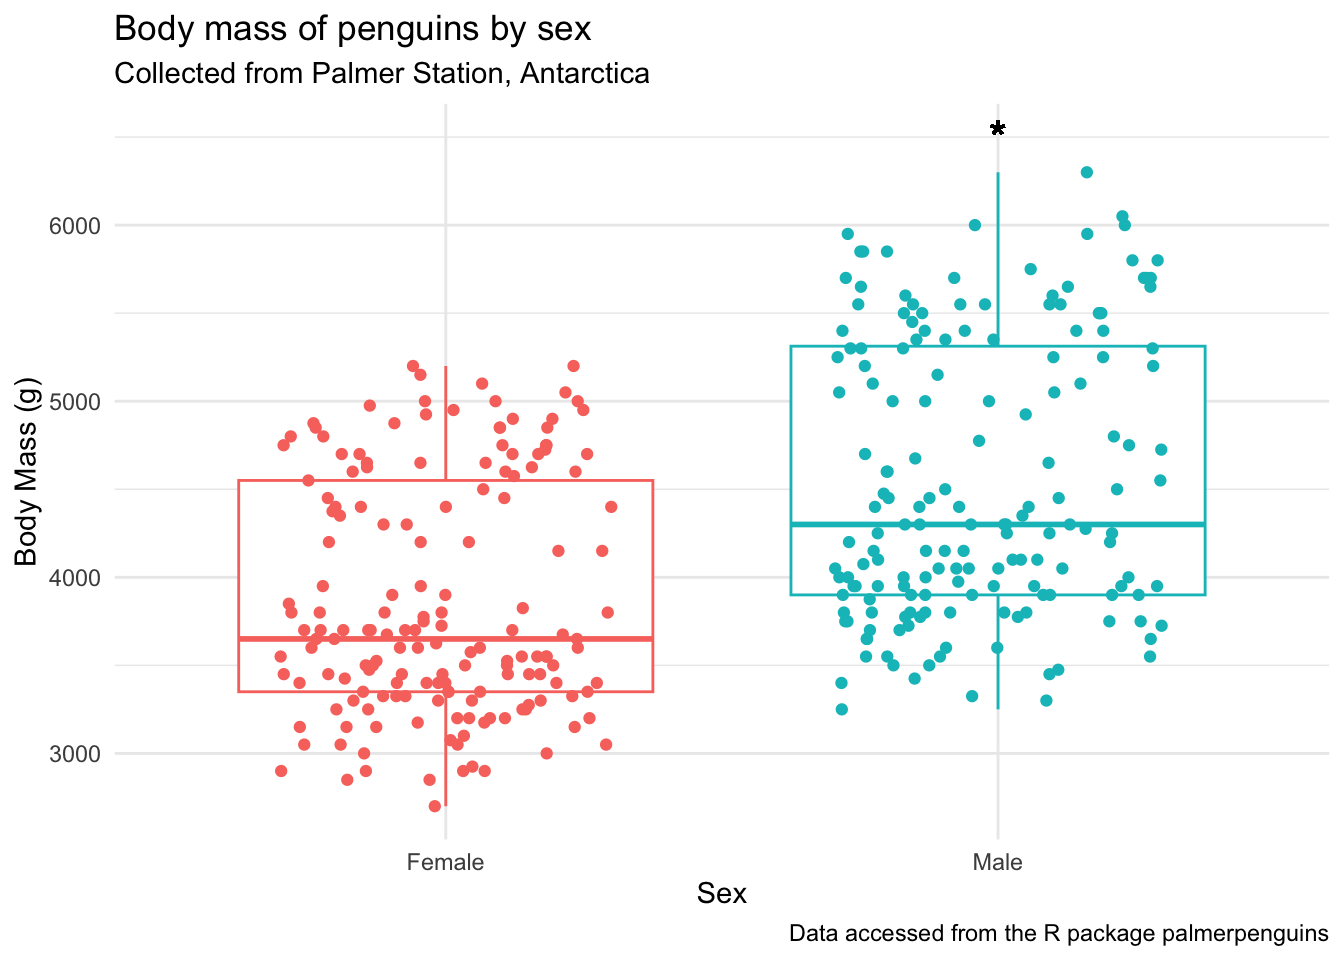 Body mass of penguins by sex
Collected from Palmer Station, Antarctica
*
6000
5000
4000
3000
Body Mass (g)
Female
Male
Sex
Data accessed from the R package palmerpenguins